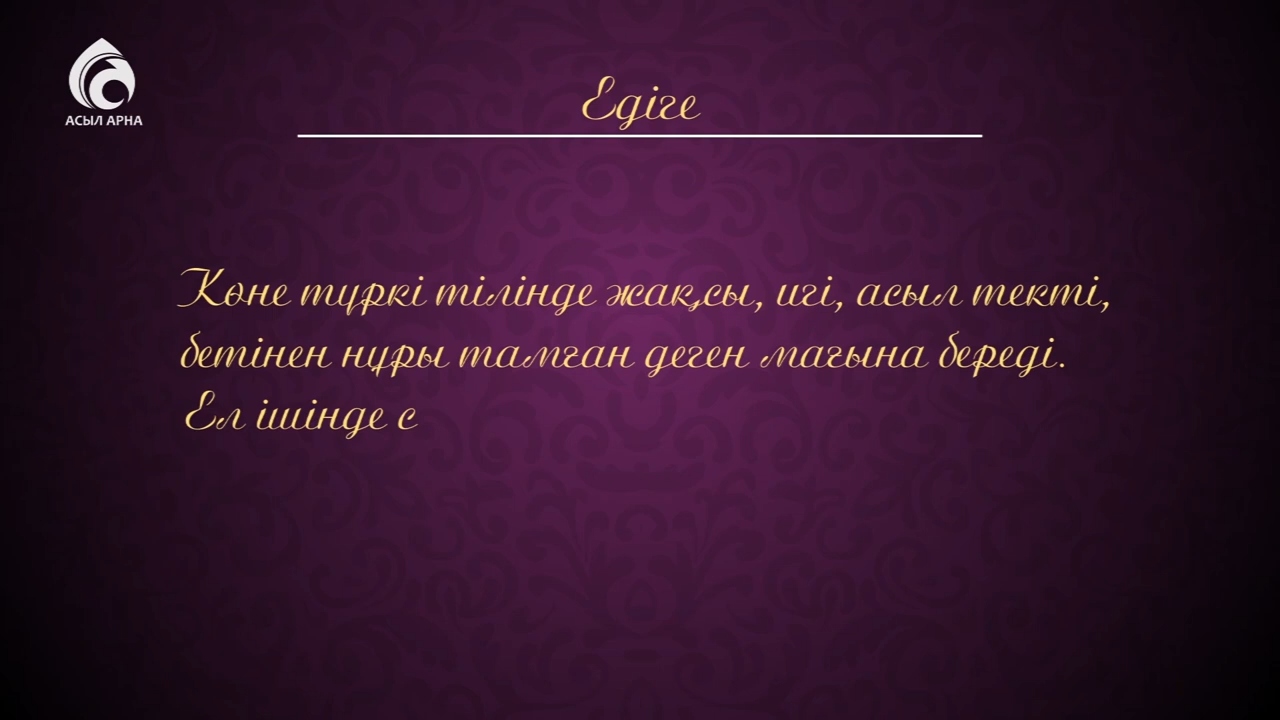 АСЫЛ АРНА
Едіге
Көне түркі тілінде жақсы, игі, асыл текті,
бетінен нұры тамған деген мағына береді.
Ел ішінде с